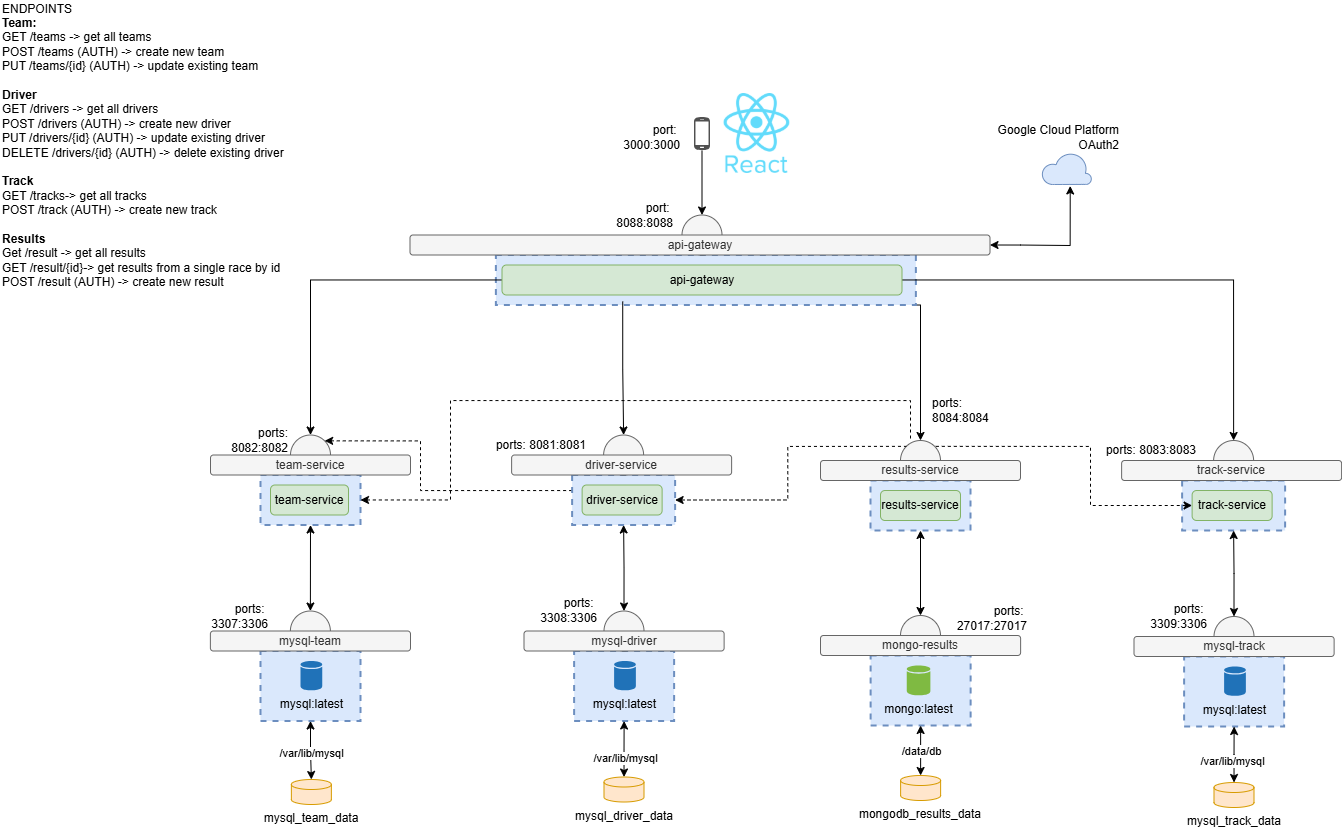 ENDPOINTS
Team:
GET /teams -> get all teams
POST /teams (AUTH) -> create new team
PUT /teams/{id} (AUTH) -> update existing team
Driver
GET /drivers -> get all drivers
POST /drivers (AUTH) -> create new driver
PUT /drivers/{id} (AUTH) -> update existing driver
DELETE /drivers/{id} (AUTH) -> delete existing driver
Track
GET /tracks-> get all tracks
POST /track (AUTH) -> create new track
Results
Get /result -> get all results
GET /result/{id}-> get results from a single race by id
POST /result (AUTH) -> create new result
port:
3000:3000
React
Google Cloud Platform
OAuth2
port:
8088:8088
api-gateway
api-gateway
ports:
8082:8082
team-service
team-service
ports: 8081:8081
driver-service
driver-service
ports:
8084:8084
results-service
results-service
ports: 8083:8083
track-service
track-service
ports:
3307:3306
mysql-team
mysql:latest
/var/lib/mysql
mysql_team_data
ports:
3308:3306
mysql-driver
mysql:latest
/var/lib/mysql
mysql_driver_data
ports:
27017:27017
mongo-results
mongo:latest
/data/db
mongodb_results_data
ports:
3309:3306
mysql-track
mysql:latest
/var/lib/mysql
mysql_track_data